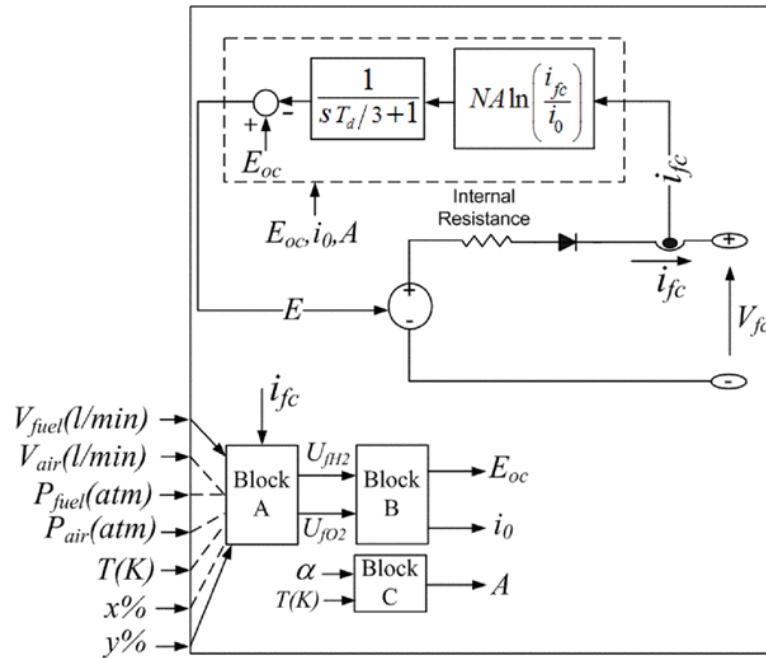 1
sT_d/3+1
NA ln(i_fc/i_0)
+
-
E_oc
i_fc
E_oc,i_0,A
Internal
Resistance
+
i_fc
E
+
-
V_fc
-
i_fc
V_fuel(l/min)
V_air(l/min)
P_fuel(atm)
P_air(atm)
T(K)
x%
y%
Block
A
U_fH2
U_fO2
Block
B
E_oc
i_0
α
T(K)
Block
C
A